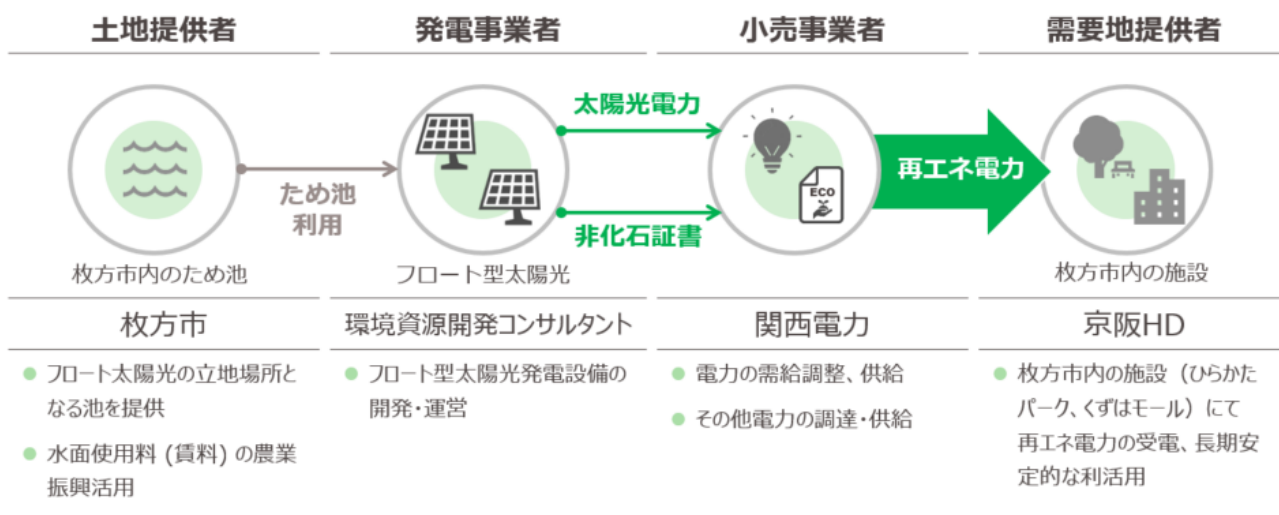 土地提供者
発電事業者
小売事業者
需要地提供者
ため池
利用
太陽光電力
非化石証書
ECO
再エネ電力
枚方市内のため池
フロート型太陽光
枚方市内の施設
枚方市
環境資源開発コンサルタント
関西電力
京阪HD
フロート太陽光の立地場所と
なる池を提供
水面使用料 (賃料) の農業
振興活用
フロート型太陽光発電設備の
開発・運営
電力の需給調整、供給
その他電力の調達・供給
枚方市内の施設（ひらかた
パーク、くずはモール）にて
再エネ電力の受電、長期安
定的な利活用